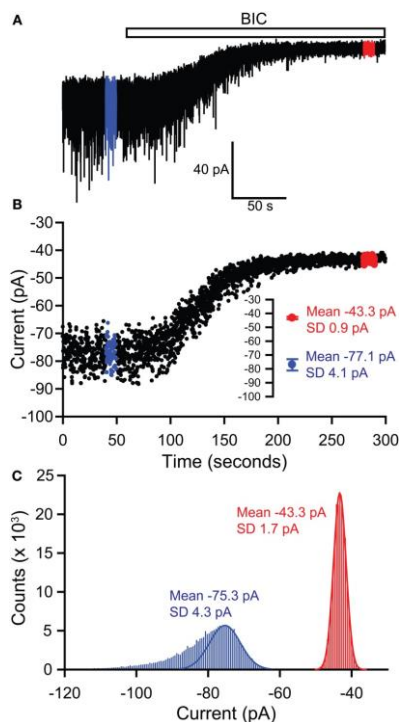 A
BIC
40 pA
50 s
B
-30
-40
-50
-60
-70
-80
-90
-100
Current (pA)
-30
-40
-50
-60
-70
-80
-90
-100
Mean -43.3 pA
SD 0.9 pA
Mean -77.1 pA
SD 4.1 pA
0 50 100 150 200 250 300
Time (seconds)
C
25
20
15
10
5
0
Counts (x 10³)
Mean -43.3 pA
SD 1.7 pA
Mean -75.3 pA
SD 4.3 pA
-120 -100 -80 -60 -40
Current (pA)